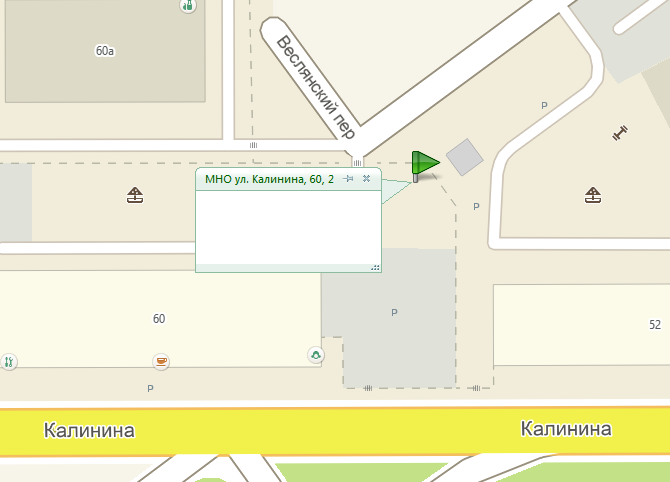 60а
Веслянский пер
P
МНО ул. Калинина, 60, 2
P
P
60
52
P
Калинина
Калинина